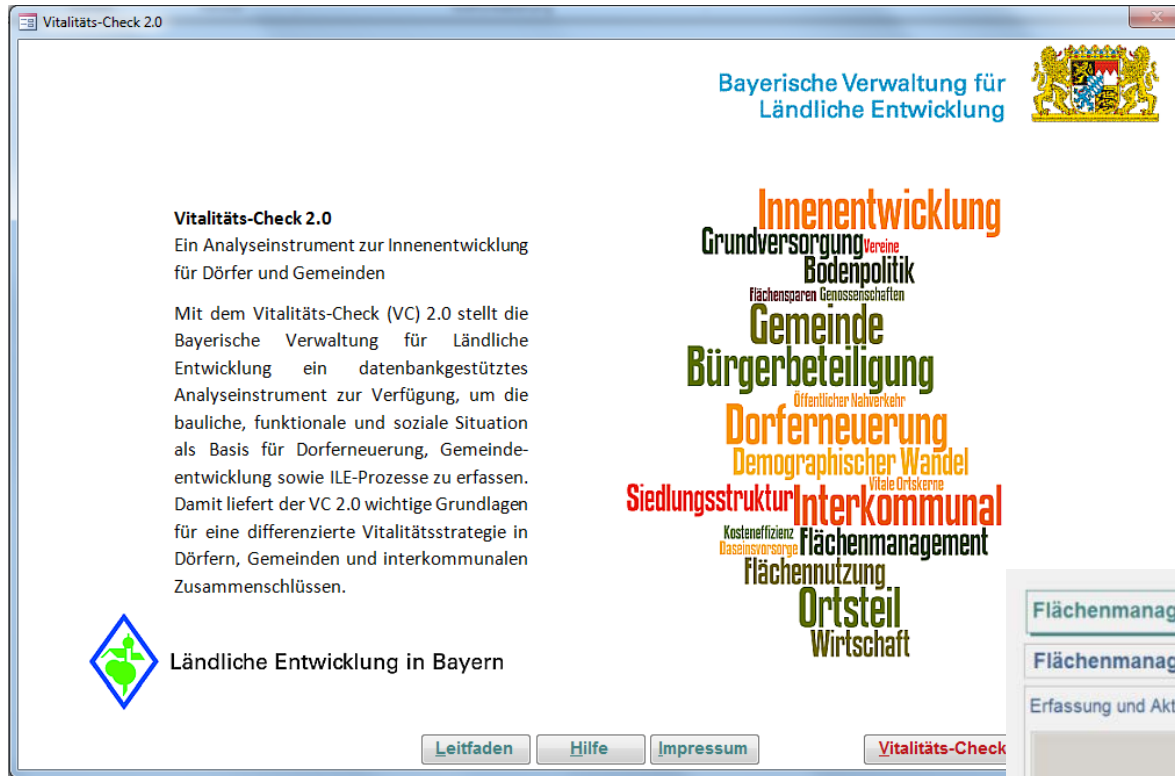 Vitalitäts-Check 2.0
Bayerische Verwaltung für
Ländliche Entwicklung
Vitalitäts-Check 2.0
Ein Analyseinstrument zur Innenentwicklung
für Dörfer und Gemeinden
Mit dem Vitalitäts-Check (VC) 2.0 stellt die
Bayerische Verwaltung für Ländliche
Entwicklung ein datenbankgestütztes
Analyseinstrument zur Verfügung, um die
bauliche, funktionale und soziale Situation
als Basis für Dorferneuerung, Gemeinde-
entwicklung sowie ILE-Prozesse zu erfassen.
Damit liefert der VC 2.0 wichtige Grundlagen
für eine differenzierte Vitalitätsstrategie in
Dörfern, Gemeinden und interkommunalen
Zusammenschlüssen.
Innenentwicklung
Grundversorgung Vereine
Bodenpolitik
Flächensparen Genossenschaften
Gemeinde
Bürgerbeteiligung
Öffentlicher Nahverkehr
Dorferneuerung
Demographischer Wandel
Vitale Ortskerne
Siedlungsstruktur Interkommunal
Kosteneffizienz
Daseinsvorsorge Flächenmanagement
Flächennutzung
Ortsteil
Wirtschaft
Ländliche Entwicklung in Bayern
Leitfaden Hilfe Impressum Vitalitäts-Check
Flächenmanag
Flächenmanag
Erfassung und Akt